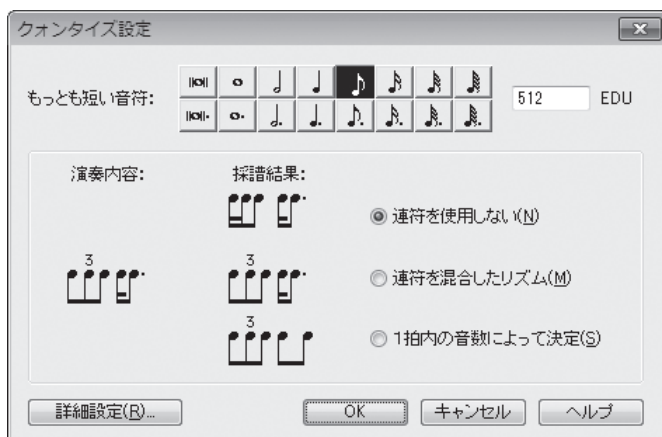 クォンタイズ設定
もっとも短い音符:
512 EDU
演奏内容: 採譜結果:
連符を使用しない(N)
3 3
連符を混合したリズム(M)
3
1拍内の音数によって決定(S)
詳細設定(R)... OK キャンセル ヘルプ